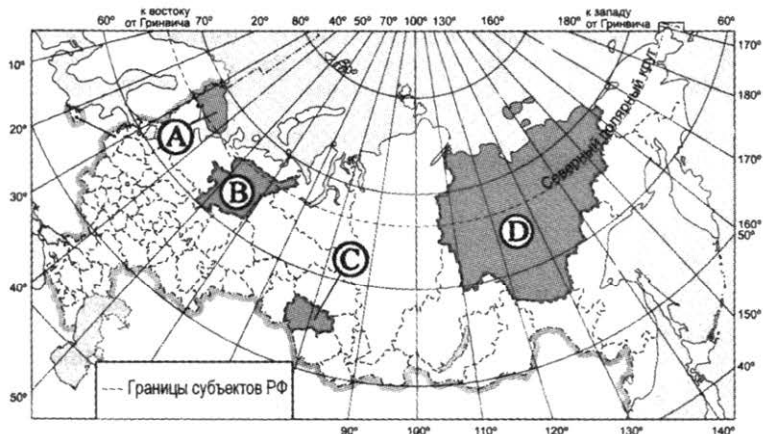 к востоку
от Гринвича
к западу
от Гринвича
60° 70° 20° 80° 40° 50° 70° 100° 130° 160° 180° 60°
10°
170°
20°
180°
30°
170°
40°
160°
50°
50°
150°
40°
Северный полярный круг
A
B
C
D
Границы субъектов РФ
90° 100° 110° 120° 130° 140°